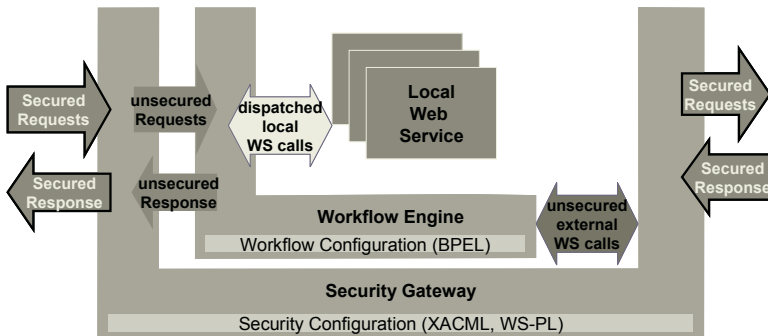 Secured
Requests
unsecured
Requests
dispatched
local
WS calls
Local
Web
Service
Secured
Requests
Secured
Response
unsecured
Response
Secured
Response
Workflow Engine
Workflow Configuration (BPEL)
unsecured
external
WS calls
Security Gateway
Security Configuration (XACML, WS-PL)